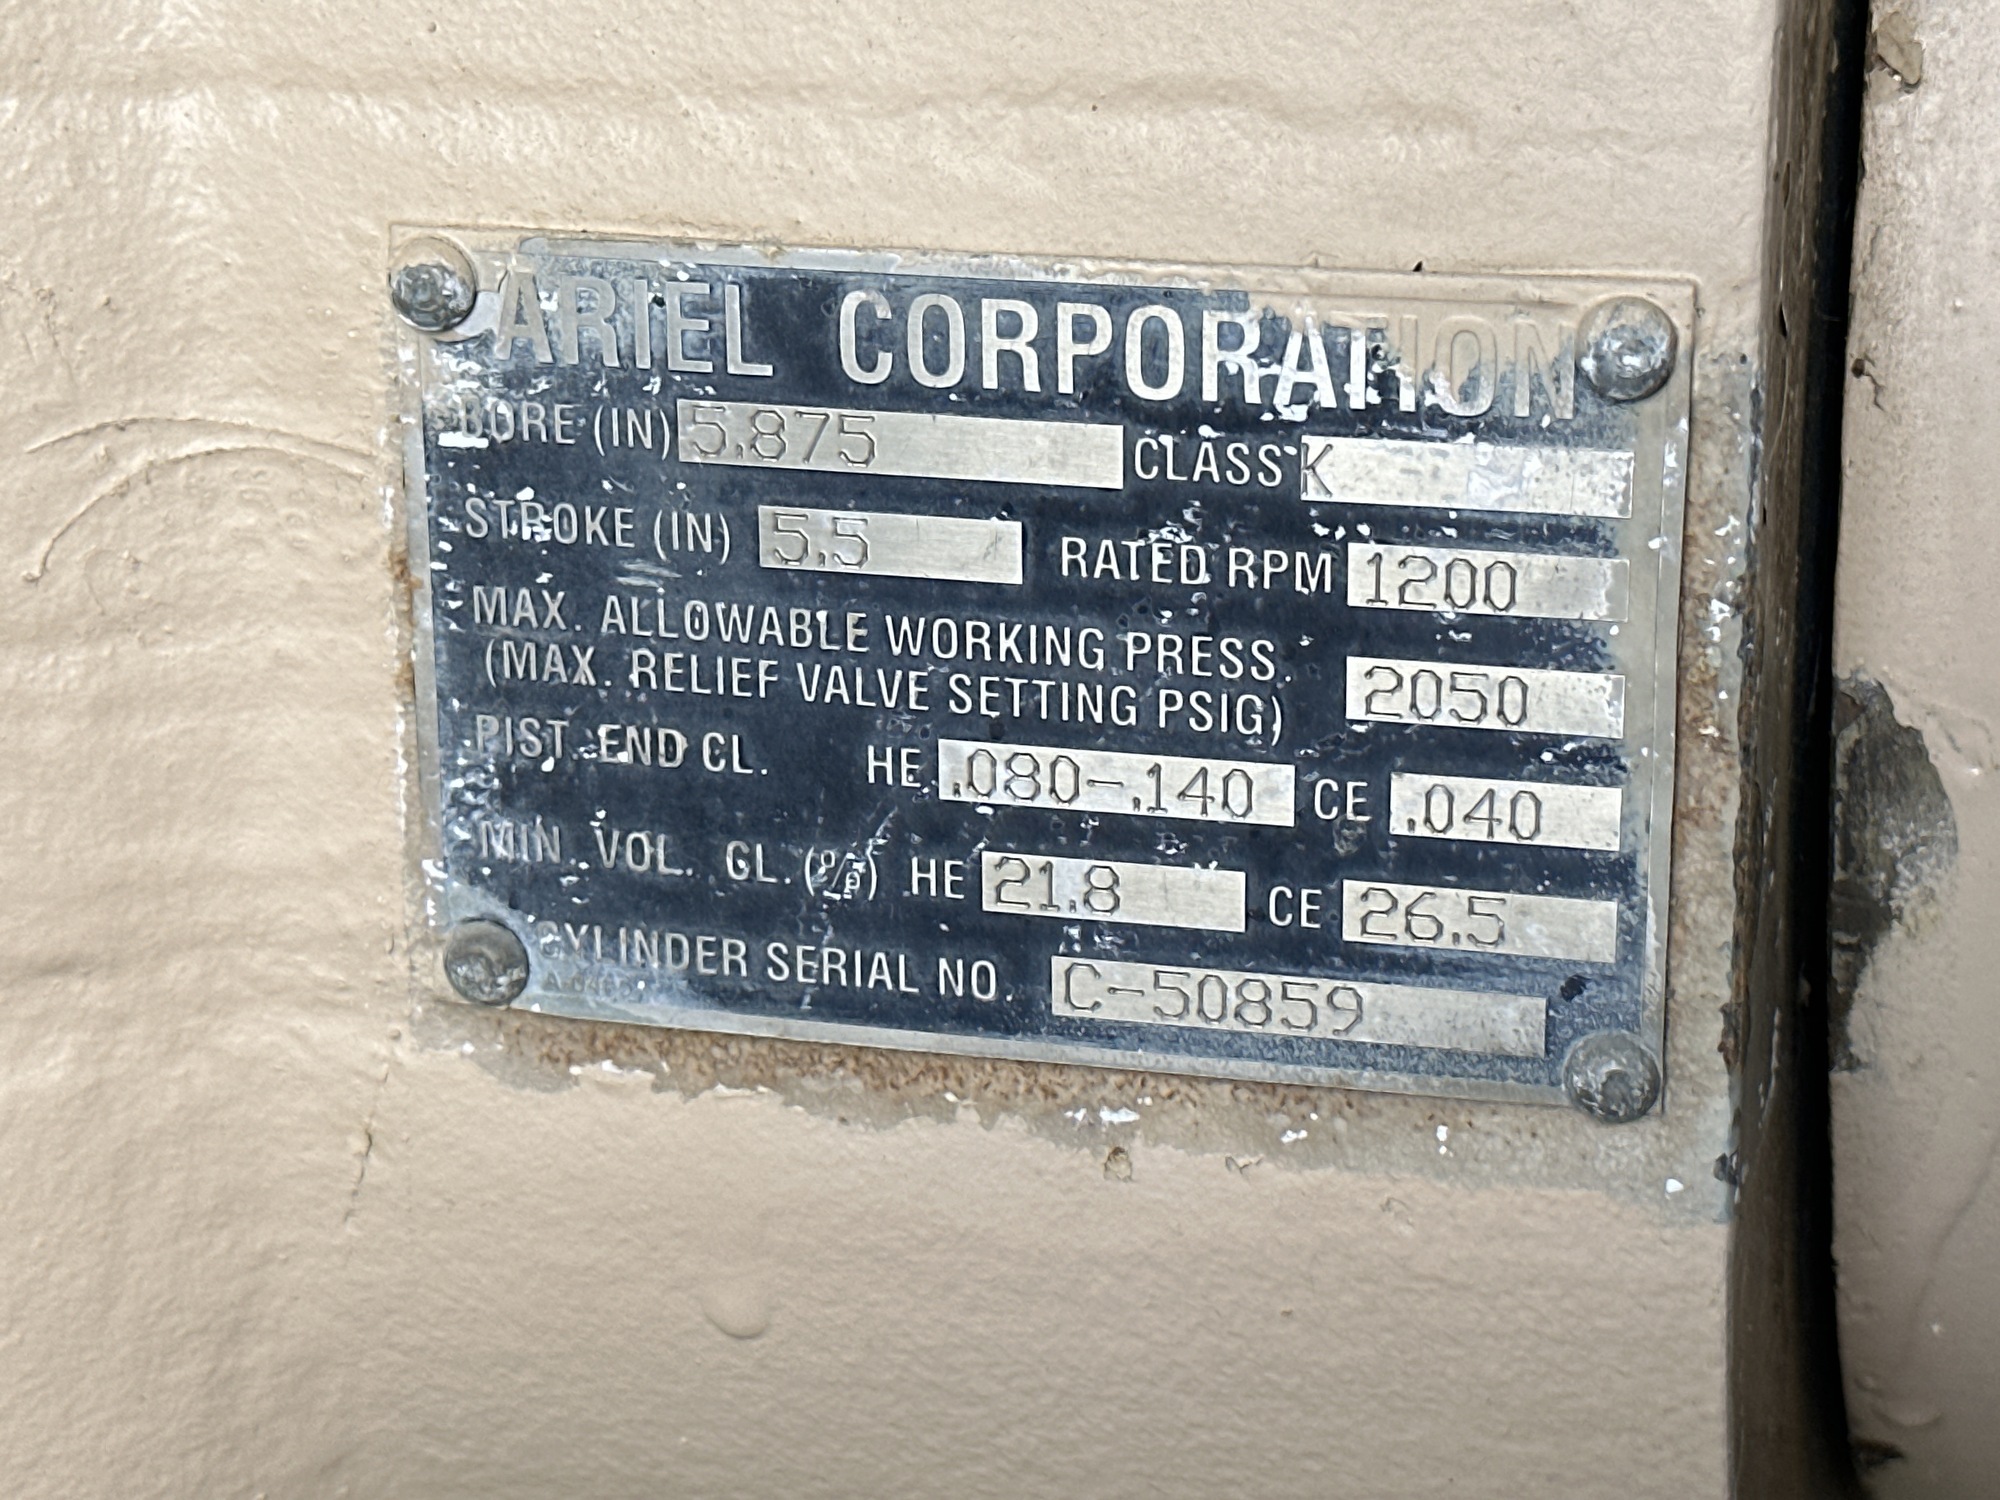 ARIEL CORPORATION
BORE (IN) 5.875 CLASS K
STROKE (IN) 5.5 RATED RPM 1200
MAX. ALLOWABLE WORKING PRESS.
(MAX. RELIEF VALVE SETTING PSIG) 2050
PIST. END CL. HE .080-.140 CE .040
MIN. VOL. CL. (%) HE 21.8 CE 26.5
CYLINDER SERIAL NO. C-50859